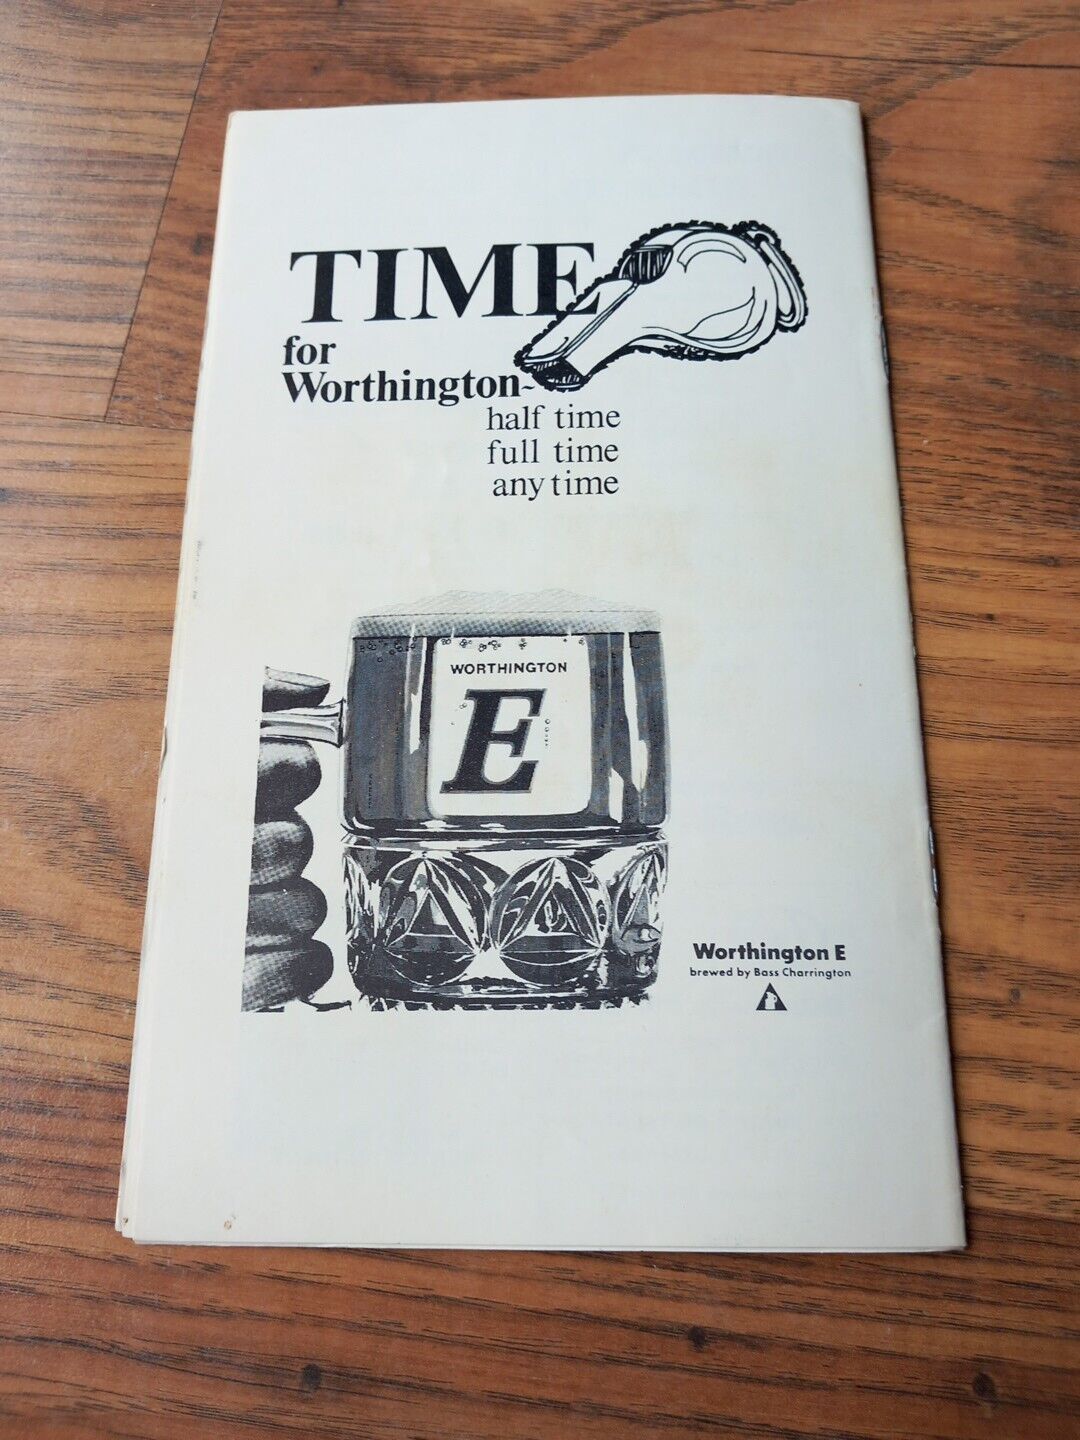 TIME
for
Worthington~
half time
full time
any time
WORTHINGTON
E
Worthington E
brewed by Bass Charrington